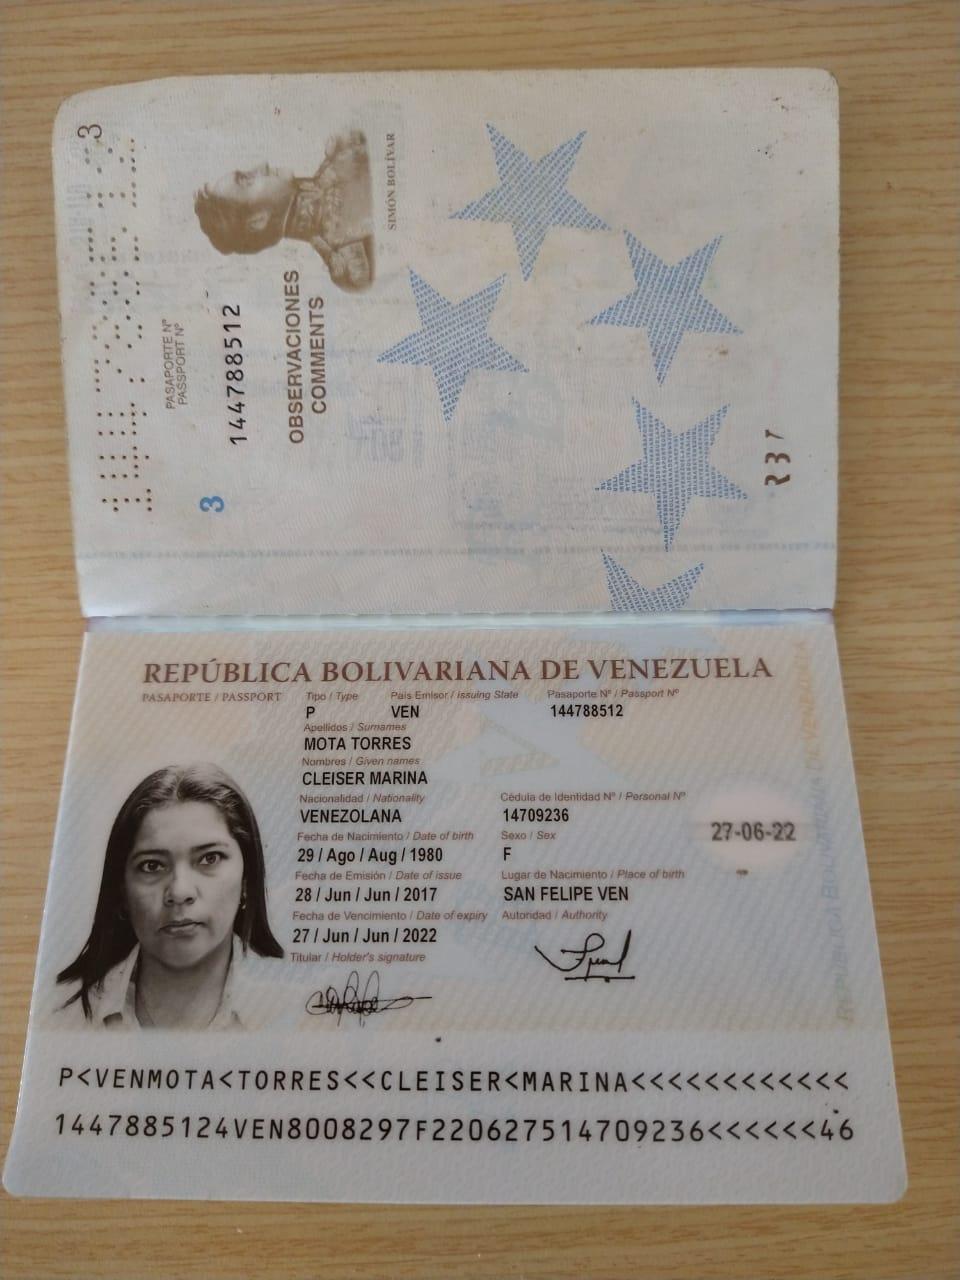 3
PASAPORTE Nº
PASSPORT Nº
144788512
OBSERVACIONES
COMMENTS
SIMÓN BOLÍVAR
3
REPÚBLICA BOLIVARIANA DE VENEZUELA
PASAPORTE / PASSPORT
Tipo / Type País Emisor / Issuing State Pasaporte Nº / Passport Nº
P VEN 144788512
Apellidos / Surnames
MOTA TORRES
Nombres / Given names
CLEISER MARINA
Nacionalidad / Nationality Cédula de Identidad Nº / Personal Nº
VENEZOLANA 14709236
27-06-22
Fecha de Nacimiento / Date of birth Sexo / Sex
29 / Ago / Aug / 1980 F
Fecha de Emisión / Date of issue Lugar de Nacimiento / Place of birth
28 / Jun / Jun / 2017 SAN FELIPE VEN
Fecha de Vencimiento / Date of expiry Autoridad / Authority
27 / Jun / Jun / 2022
Titular / Holder's signature
P<VENMOTA<TORRES<<CLEISER<MARINA<<<<<<<<<<<<
1447885124VEN8008297F220627514709236<<<<<<46